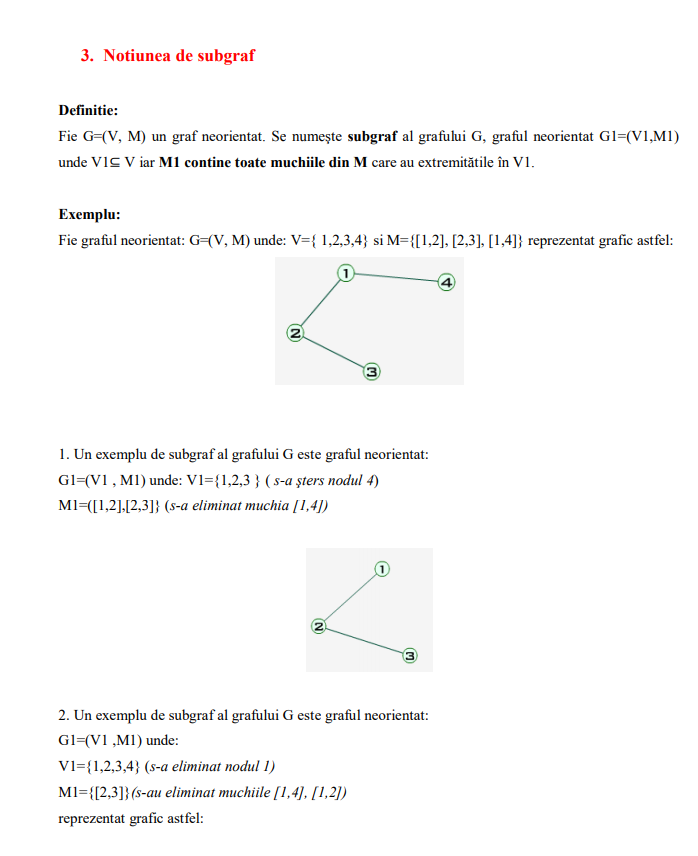 3. Notiunea de subgraf
Definitie:
Fie G=(V, M) un graf neorientat. Se numeşte subgraf al grafului G, graful neorientat G1=(V1,M1)
unde V1⊆ V iar M1 contine toate muchiile din M care au extremitătile în V1.
Exemplu:
Fie graful neorientat: G=(V, M) unde: V={ 1,2,3,4} si M={[1,2], [2,3], [1,4]} reprezentat grafic astfel:
1
4
2
3
1. Un exemplu de subgraf al grafului G este graful neorientat:
G1=(V1 , M1) unde: V1={1,2,3 } ( s-a şters nodul 4)
M1=([1,2],[2,3]} (s-a eliminat muchia [1,4])
1
2
3
2. Un exemplu de subgraf al grafului G este graful neorientat:
G1=(V1 ,M1) unde:
V1={1,2,3,4} (s-a eliminat nodul 1)
M1={[2,3]}(s-au eliminat muchiile [1,4], [1,2])
reprezentat grafic astfel: